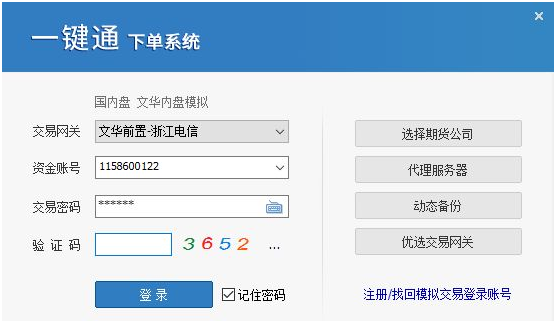 一键通 下单系统
国内盘 文华内盘模拟
交易网关 文华前置-浙江电信
选择期货公司
资金账号 1158600122
代理服务器
交易密码 ******
动态备份
验证码 3652 ...
优选交易网关
登录 记住密码
注册/找回模拟交易登录账号